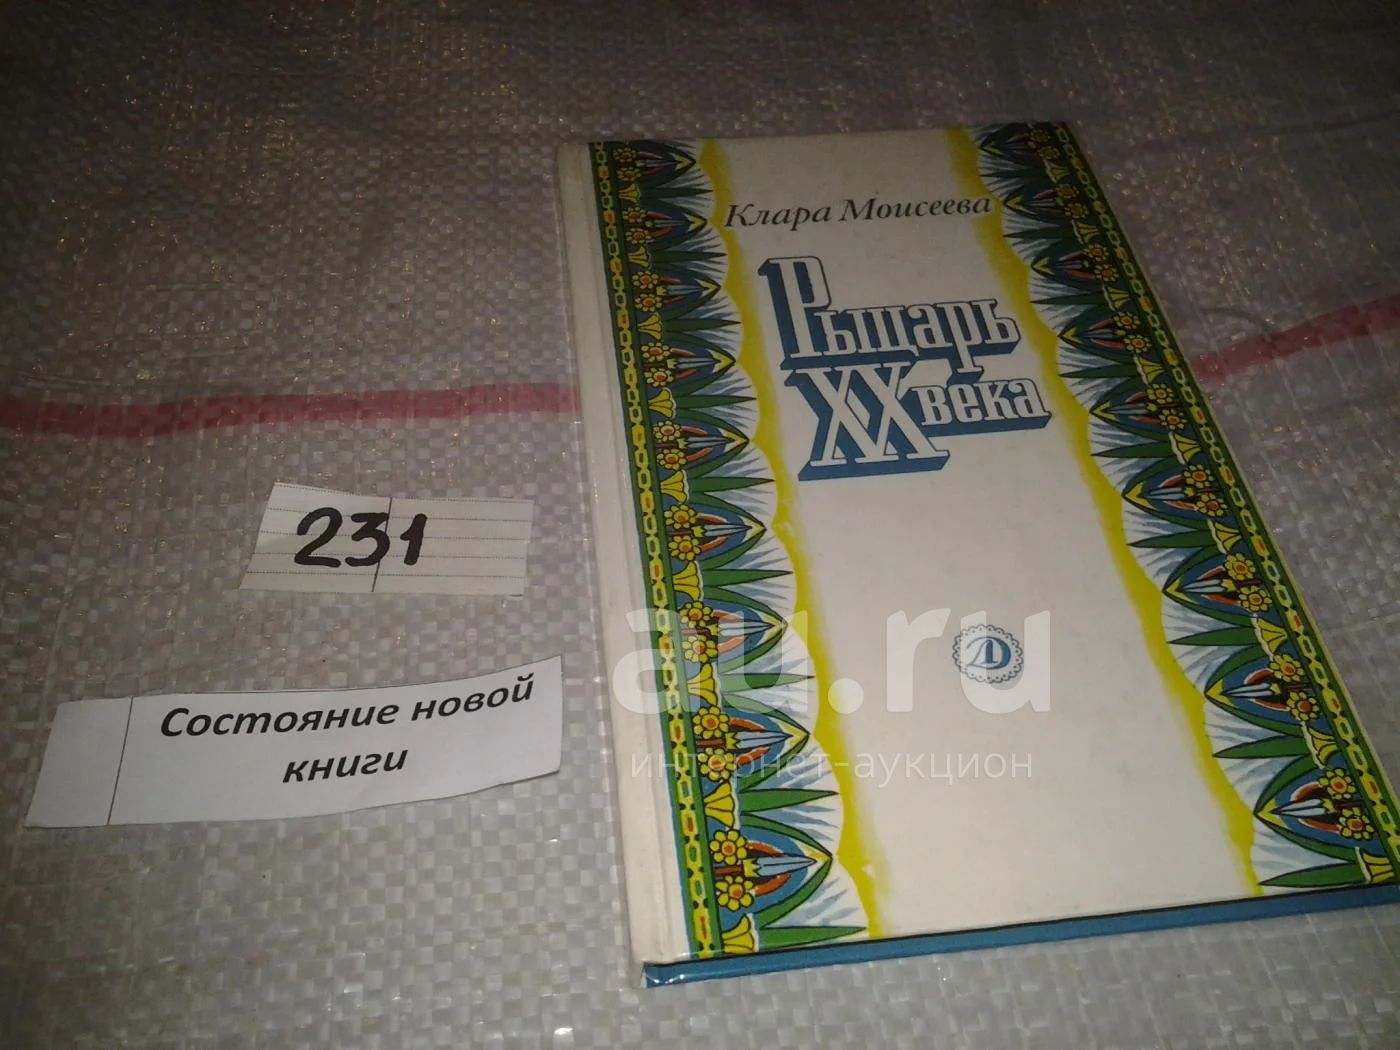 Клара Моисеева
Рыцарь
XX века
231
Состояние новой
книги
au.ru
интернет-аукцион